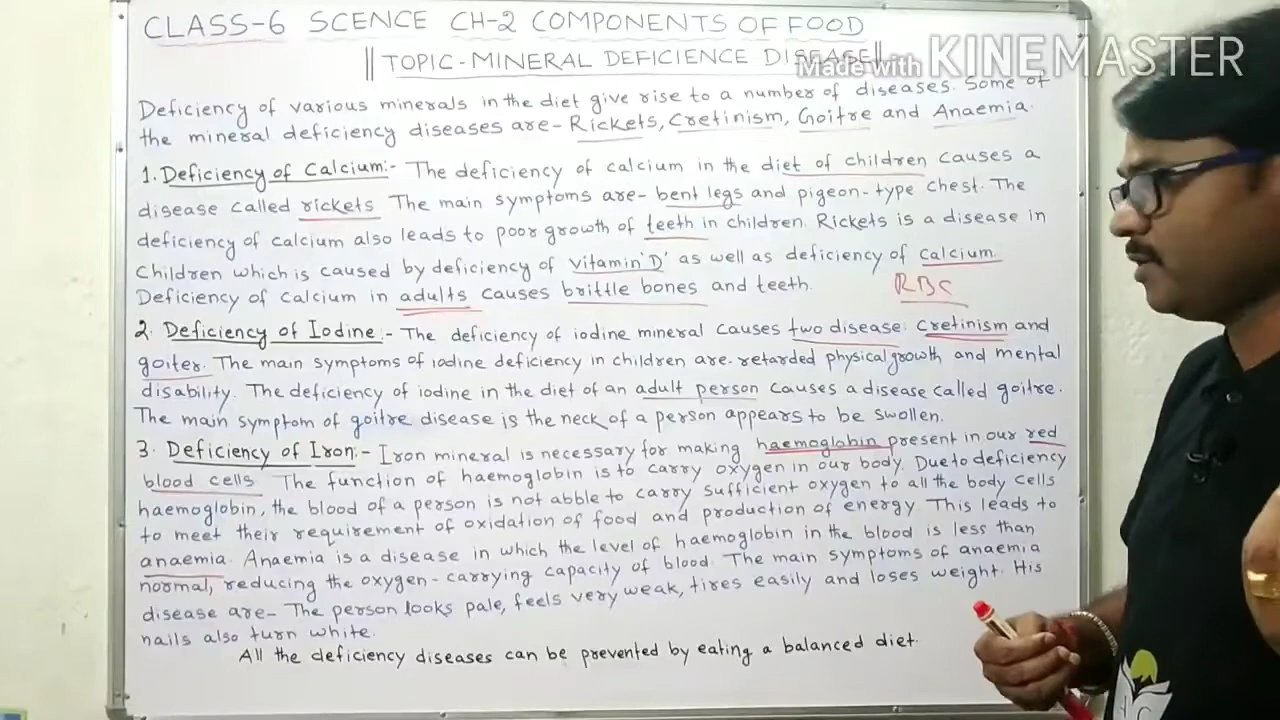 CLASS-6 SCENCE CH-2 COMPONENTS OF FOOD
|| TOPIC-MINERAL DEFICIENCE DISEASE ||
Made with KINEMASTER
Deficiency of various minerals in the diet give rise to a number of diseases. Some of
the mineral deficiency diseases are- Rickets, Cretinism, Goitre and Anaemia.
1. Deficiency of Calcium:- The deficiency of calcium in the diet of children causes a
disease called rickets The main symptoms are- bent legs and pigeon-type chest. The
deficiency of calcium also leads to poor growth of teeth in children. Rickets is a disease in
Children which is caused by deficiency of vitamin 'D' as well as deficiency of calcium.
Deficiency of Calcium in adults causes brittle bones and teeth.
RBC
2. Deficiency of Iodine:- The deficiency of iodine mineral causes two disease: Cretinism and
goiter. The main symptoms of iodine deficiency in children are-retarded physical growth and mental
disability. The deficiency of iodine in the diet of an adult person causes a disease called goitre.
The main symptom of goitre disease is the neck of a person appears to be swollen.
3. Deficiency of Iron:- Iron mineral is necessary for making haemoglobin present in our red
blood cells The function of haemoglobin is to carry oxygen in our body. Due to deficiency
haemoglobin, the blood of a person is not abble to carry sufficient oxygen to all the body cells
to meet their requirement of oxidation of food and production of energy. This leads to
anaemia. Anaemia is a disease in which the level of haemoglobin in the blood is less than
normal, reducing the oxygen-carrying capacity of blood. The main symptoms of anaemia
disease are- The person looks pale, feels very weak, tires easily and loses weight. His
nails also turn white.
All the deficiency diseases can be prevented by eating a balanced diet.